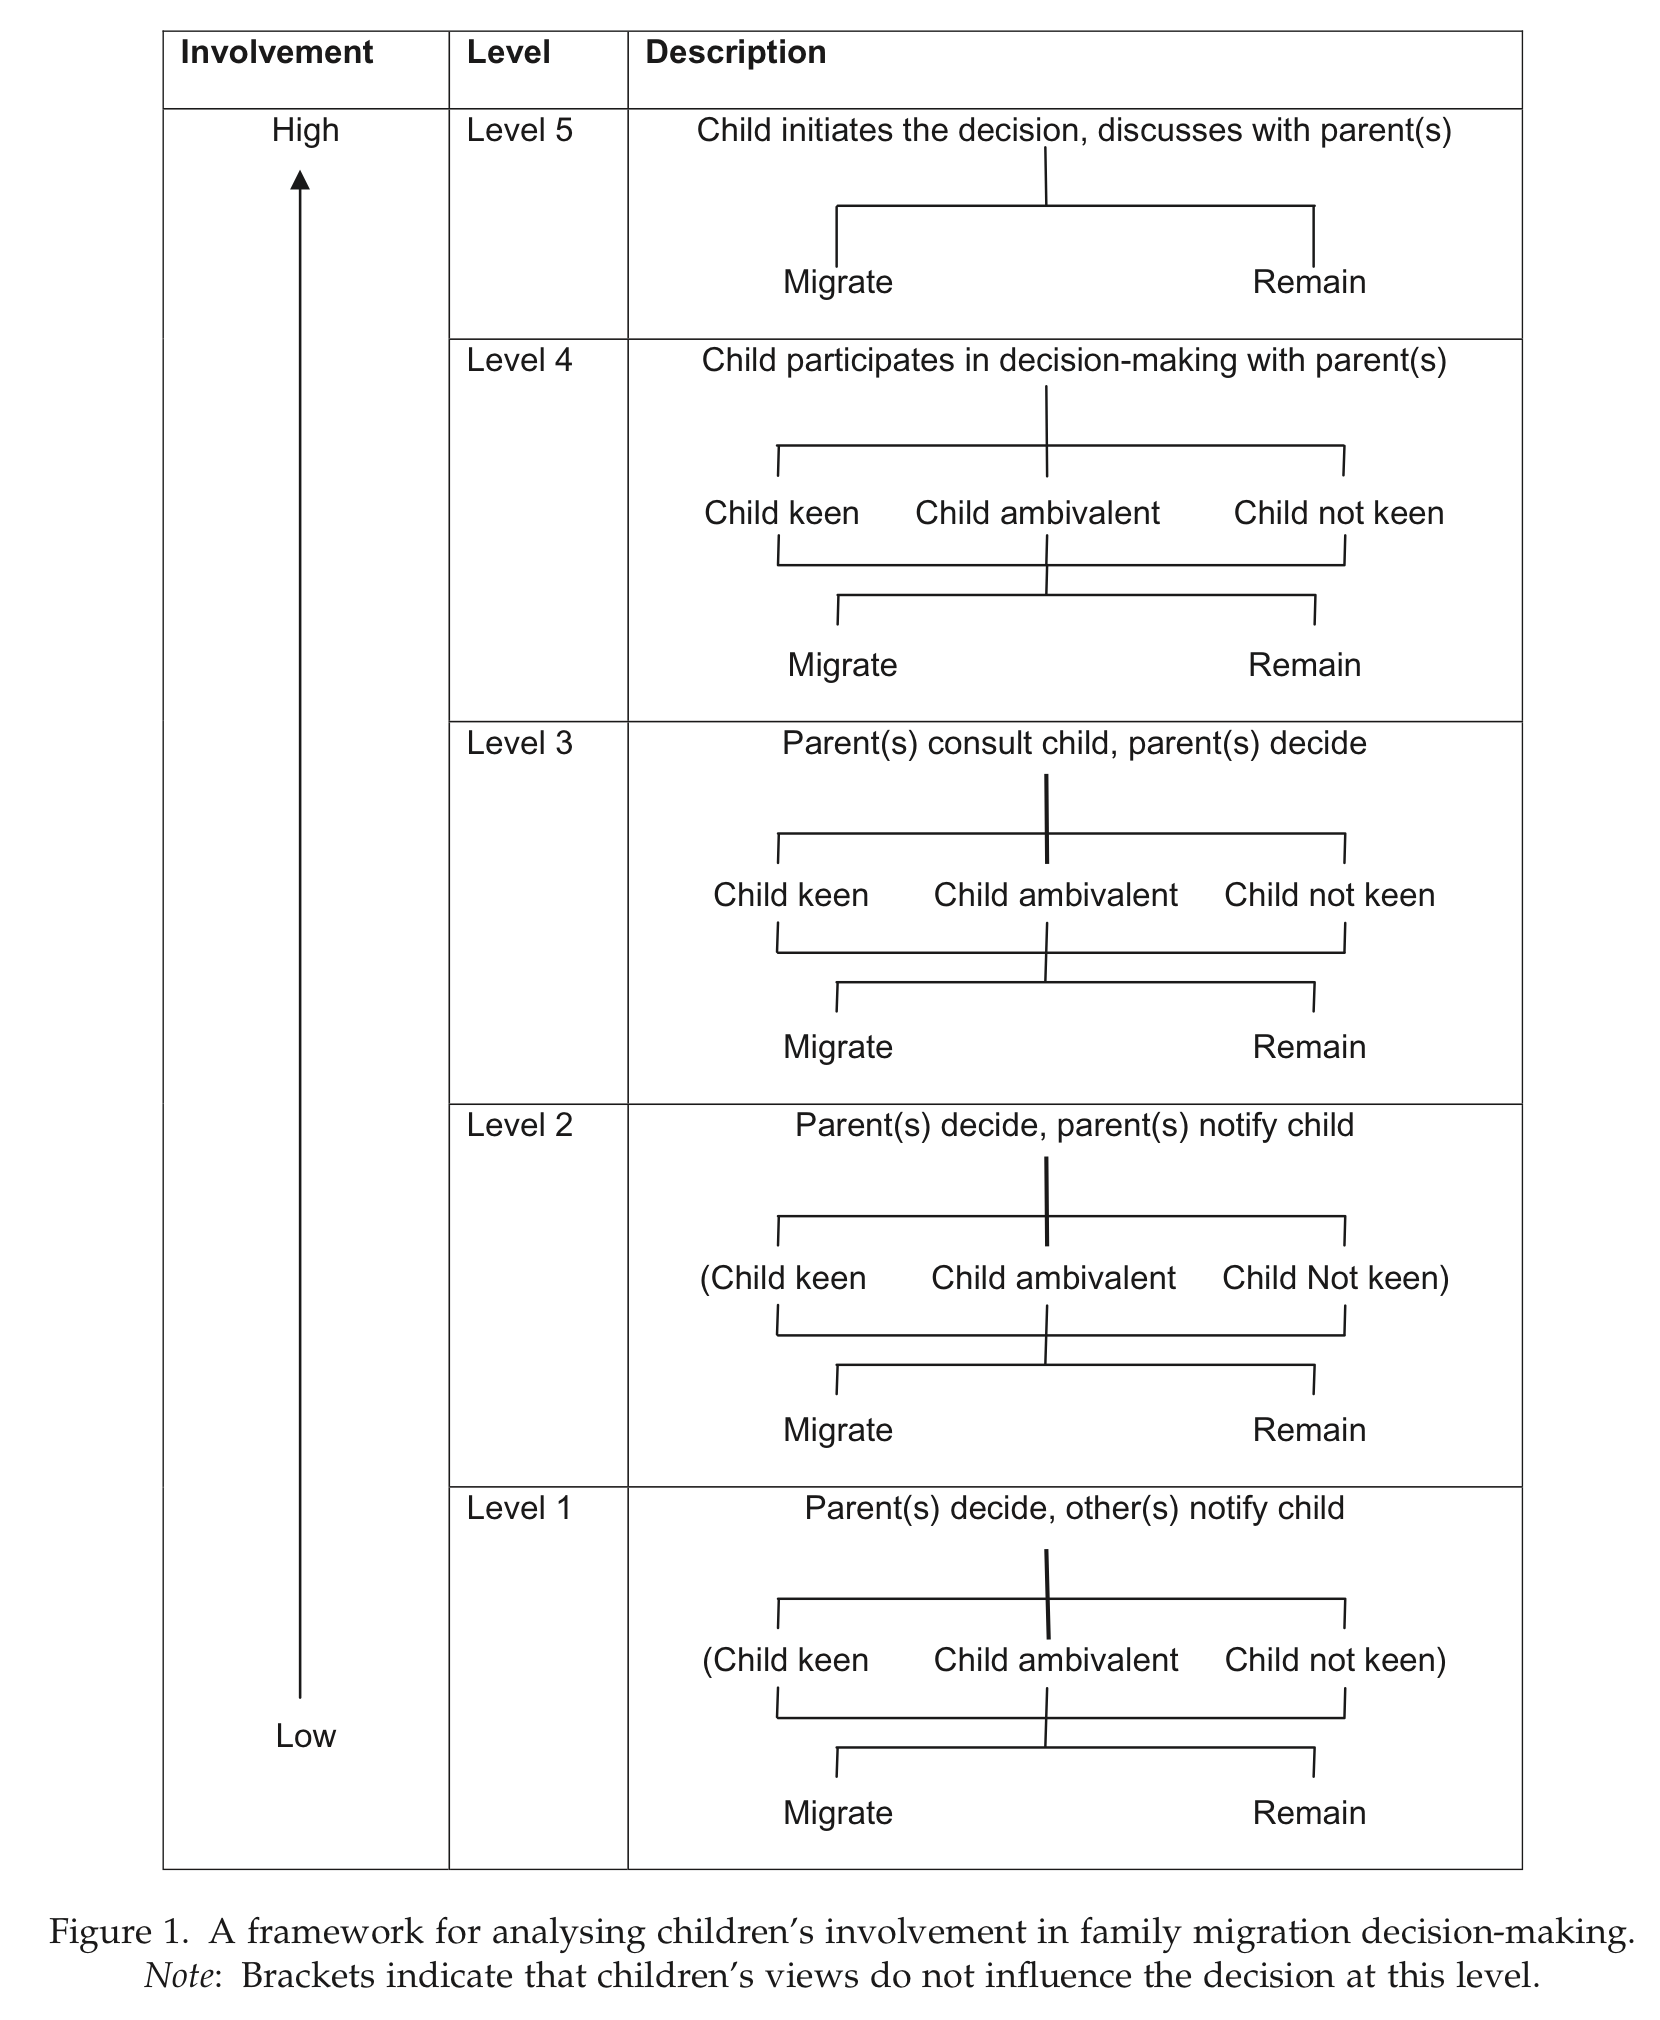 Involvement Level Description
High Level 5 Child initiates the decision, discusses with parent(s)
Migrate Remain
Level 4 Child participates in decision-making with parent(s)
Child keen Child ambivalent Child not keen
Migrate Remain
Level 3 Parent(s) consult child, parent(s) decide
Child keen Child ambivalent Child not keen
Migrate Remain
Level 2 Parent(s) decide, parent(s) notify child
(Child keen Child ambivalent Child Not keen)
Migrate Remain
Level 1 Parent(s) decide, other(s) notify child
(Child keen Child ambivalent Child not keen)
Low
Migrate Remain
Figure 1. A framework for analysing children’s involvement in family migration decision-making.
Note: Brackets indicate that children’s views do not influence the decision at this level.